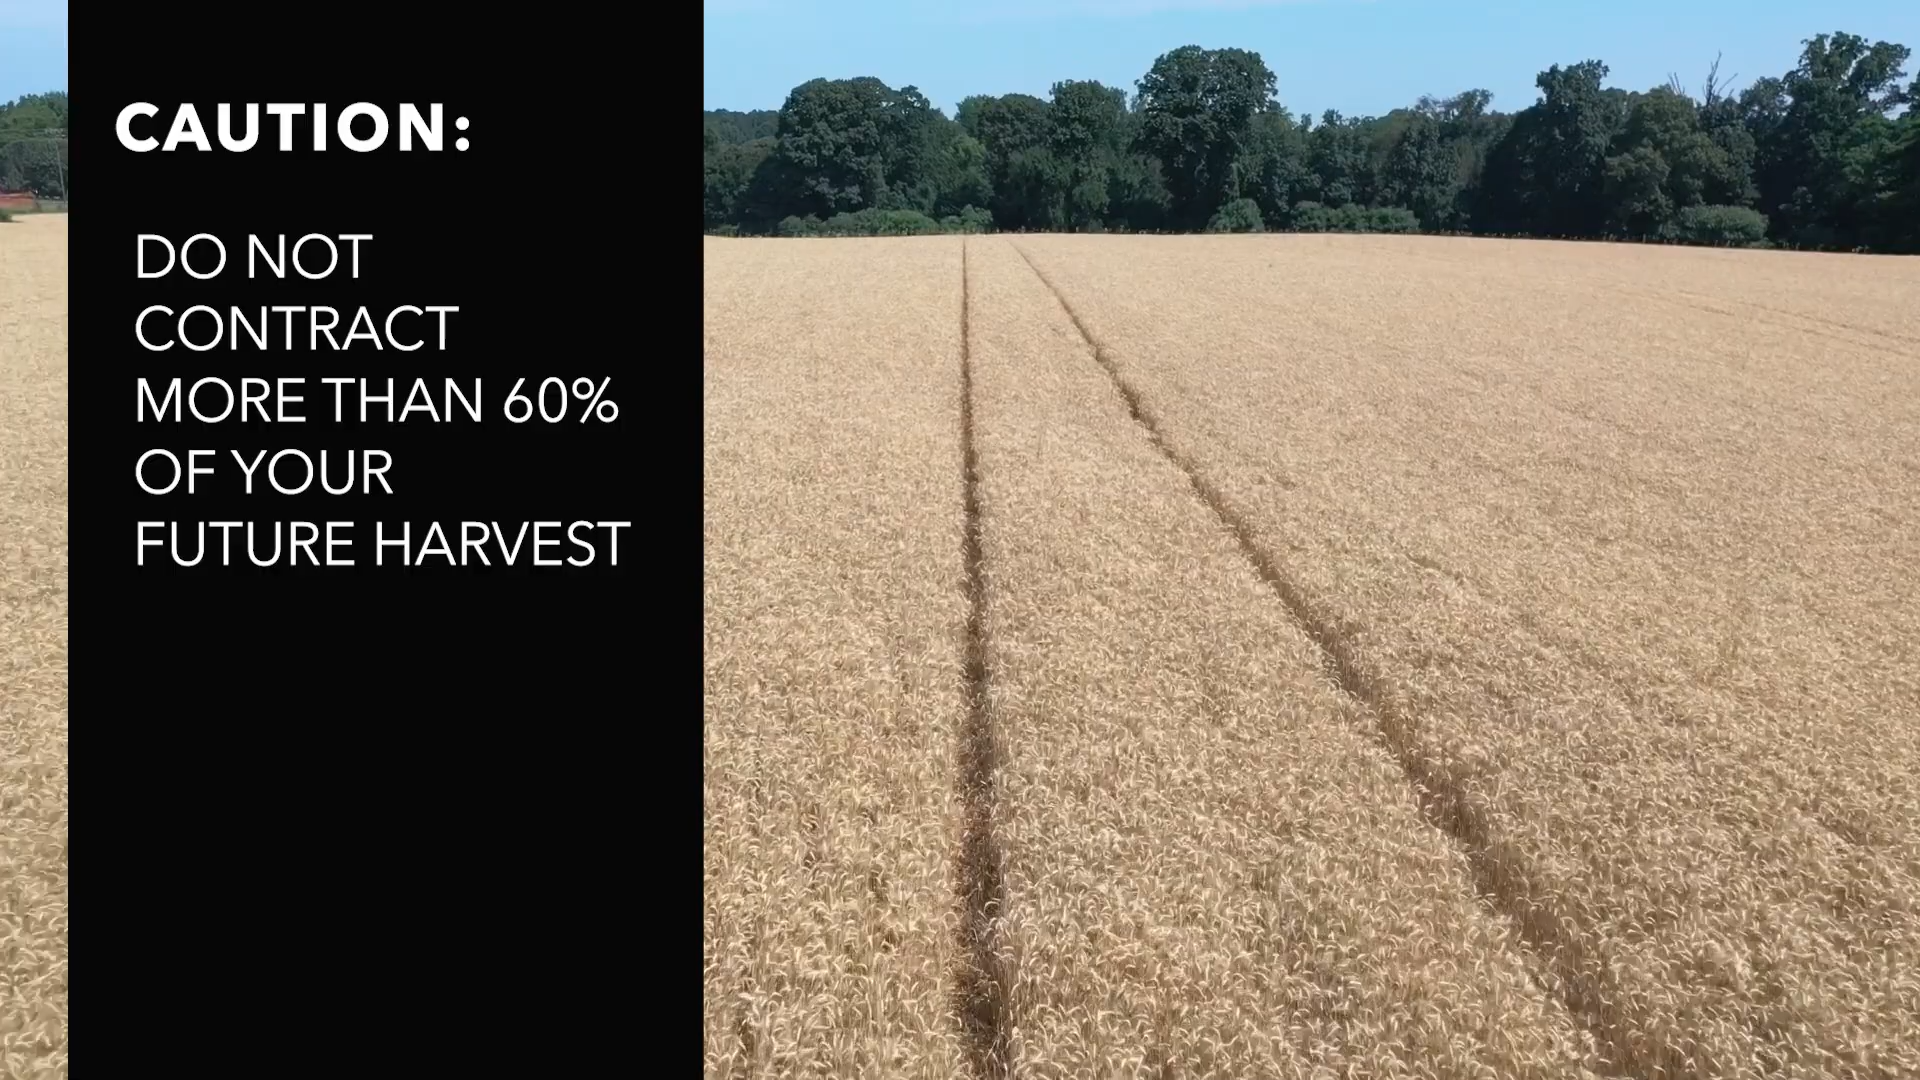 CAUTION:
DO NOT
CONTRACT
MORE THAN 60%
OF YOUR
FUTURE HARVEST